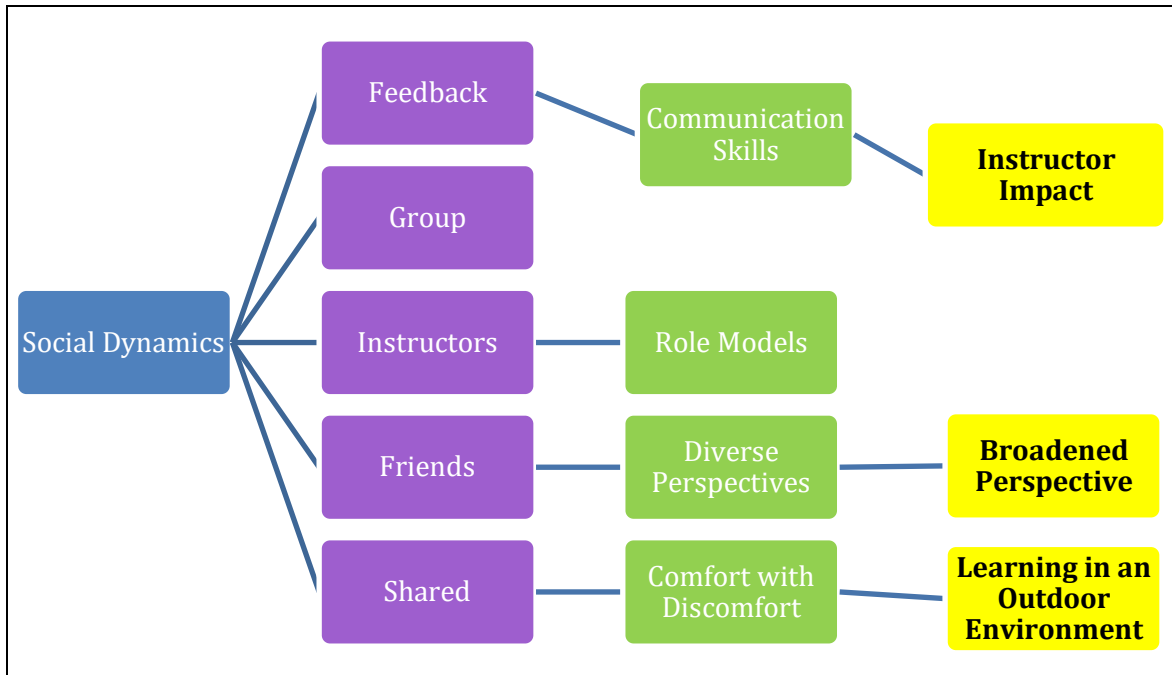 Feedback
Communication
Skills
Instructor
Impact
Group
Social Dynamics
Instructors
Role Models
Friends
Diverse
Perspectives
Broadened
Perspective
Shared
Comfort with
Discomfort
Learning in an
Outdoor
Environment